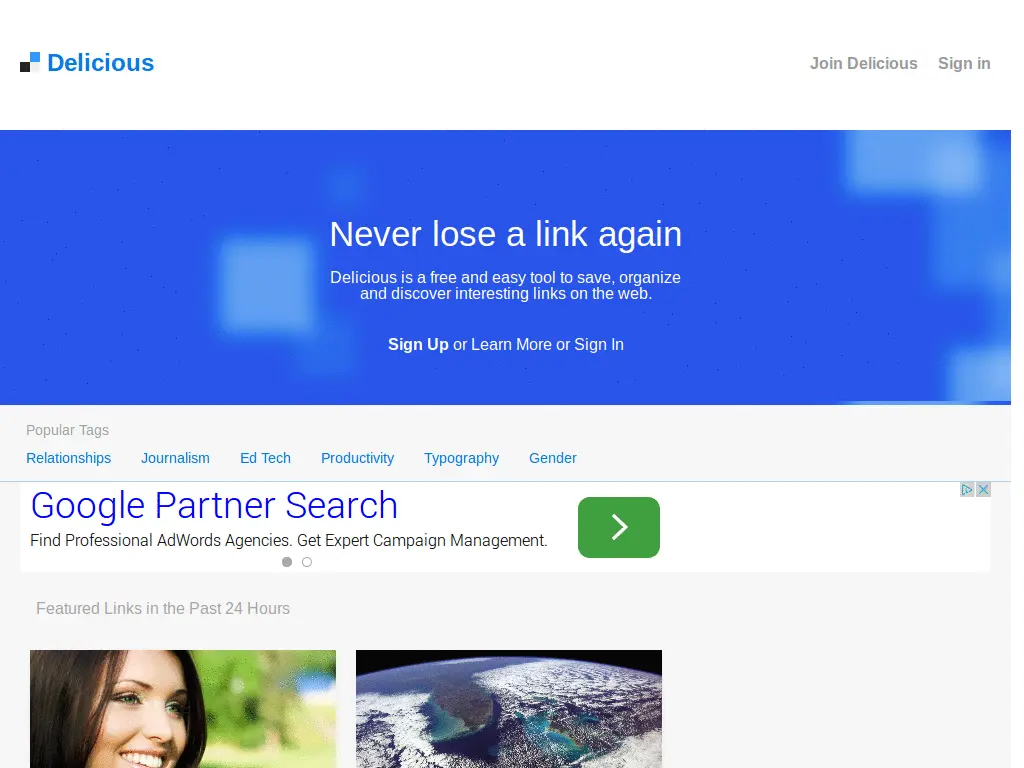 Delicious
Join Delicious Sign in
Never lose a link again
Delicious is a free and easy tool to save, organize
and discover interesting links on the web.
Sign Up or Learn More or Sign In
Popular Tags
Relationships Journalism Ed Tech Productivity Typography Gender
Google Partner Search
Find Professional AdWords Agencies. Get Expert Campaign Management.
Featured Links in the Past 24 Hours